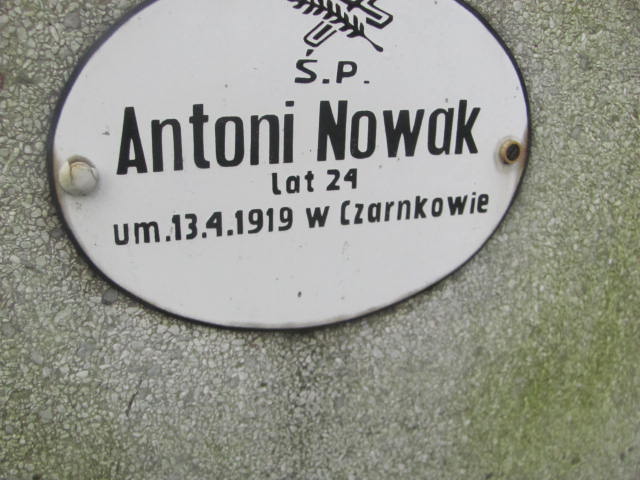 Ś.P.
Antoni Nowak
lat 24
um.13.4.1919 w Czarnkowie